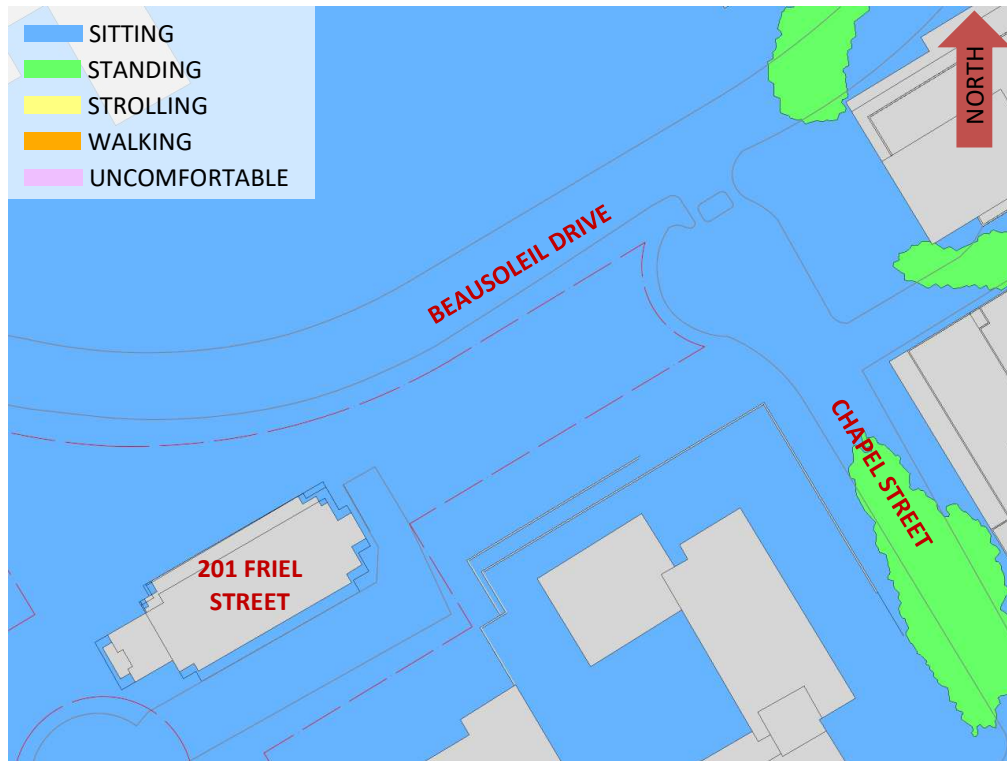 SITTING
STANDING
STROLLING
WALKING
UNCOMFORTABLE
NORTH
BEAUSOLEIL DRIVE
CHAPEL STREET
201 FRIEL
STREET